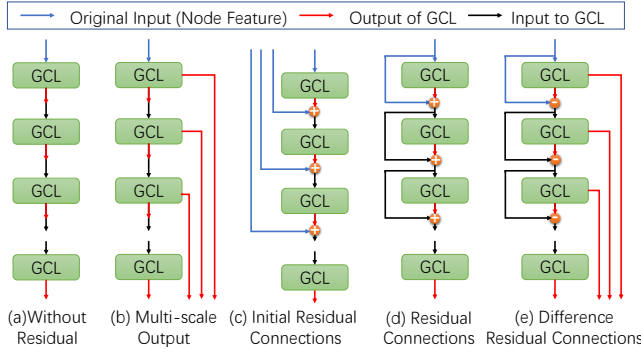 Original Input (Node Feature) Output of GCL Input to GCL
GCL GCL GCL GCL GCL
GCL GCL GCL GCL GCL
GCL GCL GCL GCL GCL
GCL GCL GCL GCL GCL
(a)Without (b) Multi-scale (c) Initial Residual (d) Residual (e) Difference
Residual Output Connections Connections Residual Connections